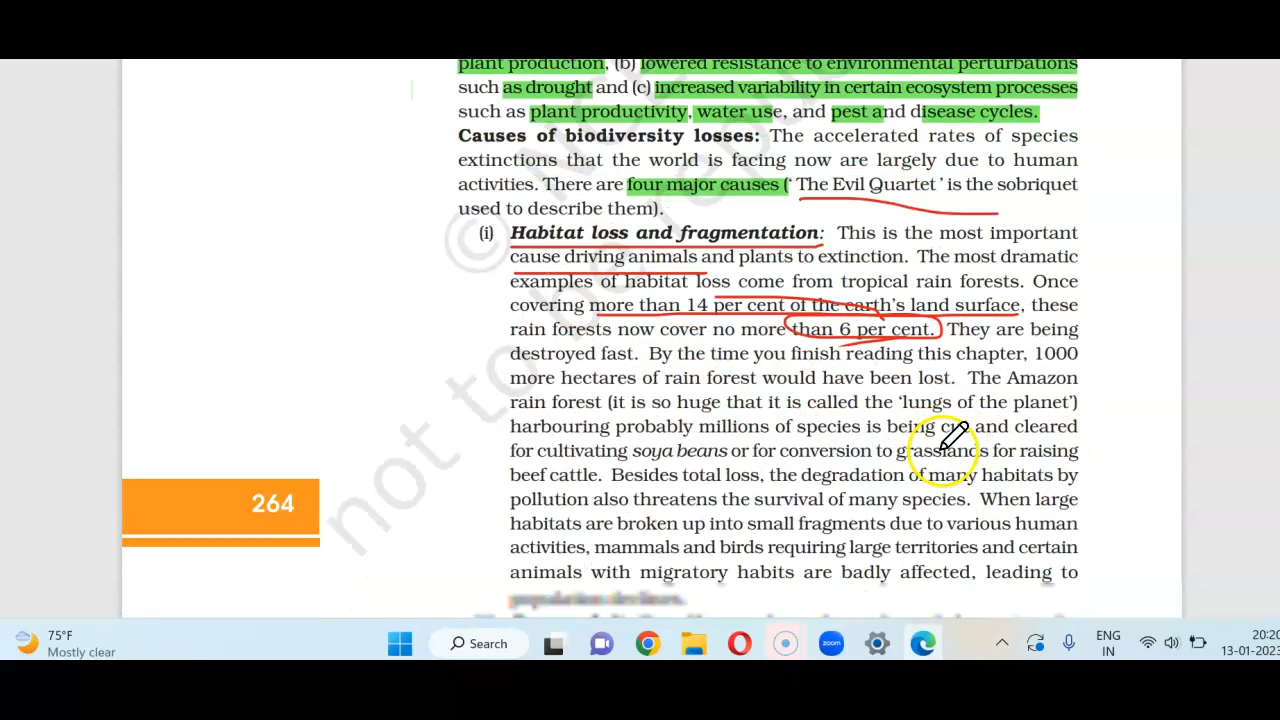 plant production, (b) lowered resistance to environmental perturbations
such as drought and (c) increased variability in certain ecosystem processes
such as plant productivity, water use, and pest and disease cycles.
Causes of biodiversity losses: The accelerated rates of species
extinctions that the world is facing now are largely due to human
activities. There are four major causes (‘ The Evil Quartet ’ is the sobriquet
used to describe them).
(i) Habitat loss and fragmentation: This is the most important
cause driving animals and plants to extinction. The most dramatic
examples of habitat loss come from tropical rain forests. Once
covering more than 14 per cent of the earth’s land surface, these
rain forests now cover no more than 6 per cent. They are being
destroyed fast. By the time you finish reading this chapter, 1000
more hectares of rain forest would have been lost. The Amazon
rain forest (it is so huge that it is called the ‘lungs of the planet’)
harbouring probably millions of species is being cut and cleared
for cultivating soya beans or for conversion to grasslands for raising
beef cattle. Besides total loss, the degradation of many habitats by
pollution also threatens the survival of many species. When large
habitats are broken up into small fragments due to various human
activities, mammals and birds requiring large territories and certain
animals with migratory habits are badly affected, leading to
population declines.
264
© N
not to be repu
75°F
Mostly clear
Search
zoom
ENG
IN
20:20
13-01-2023